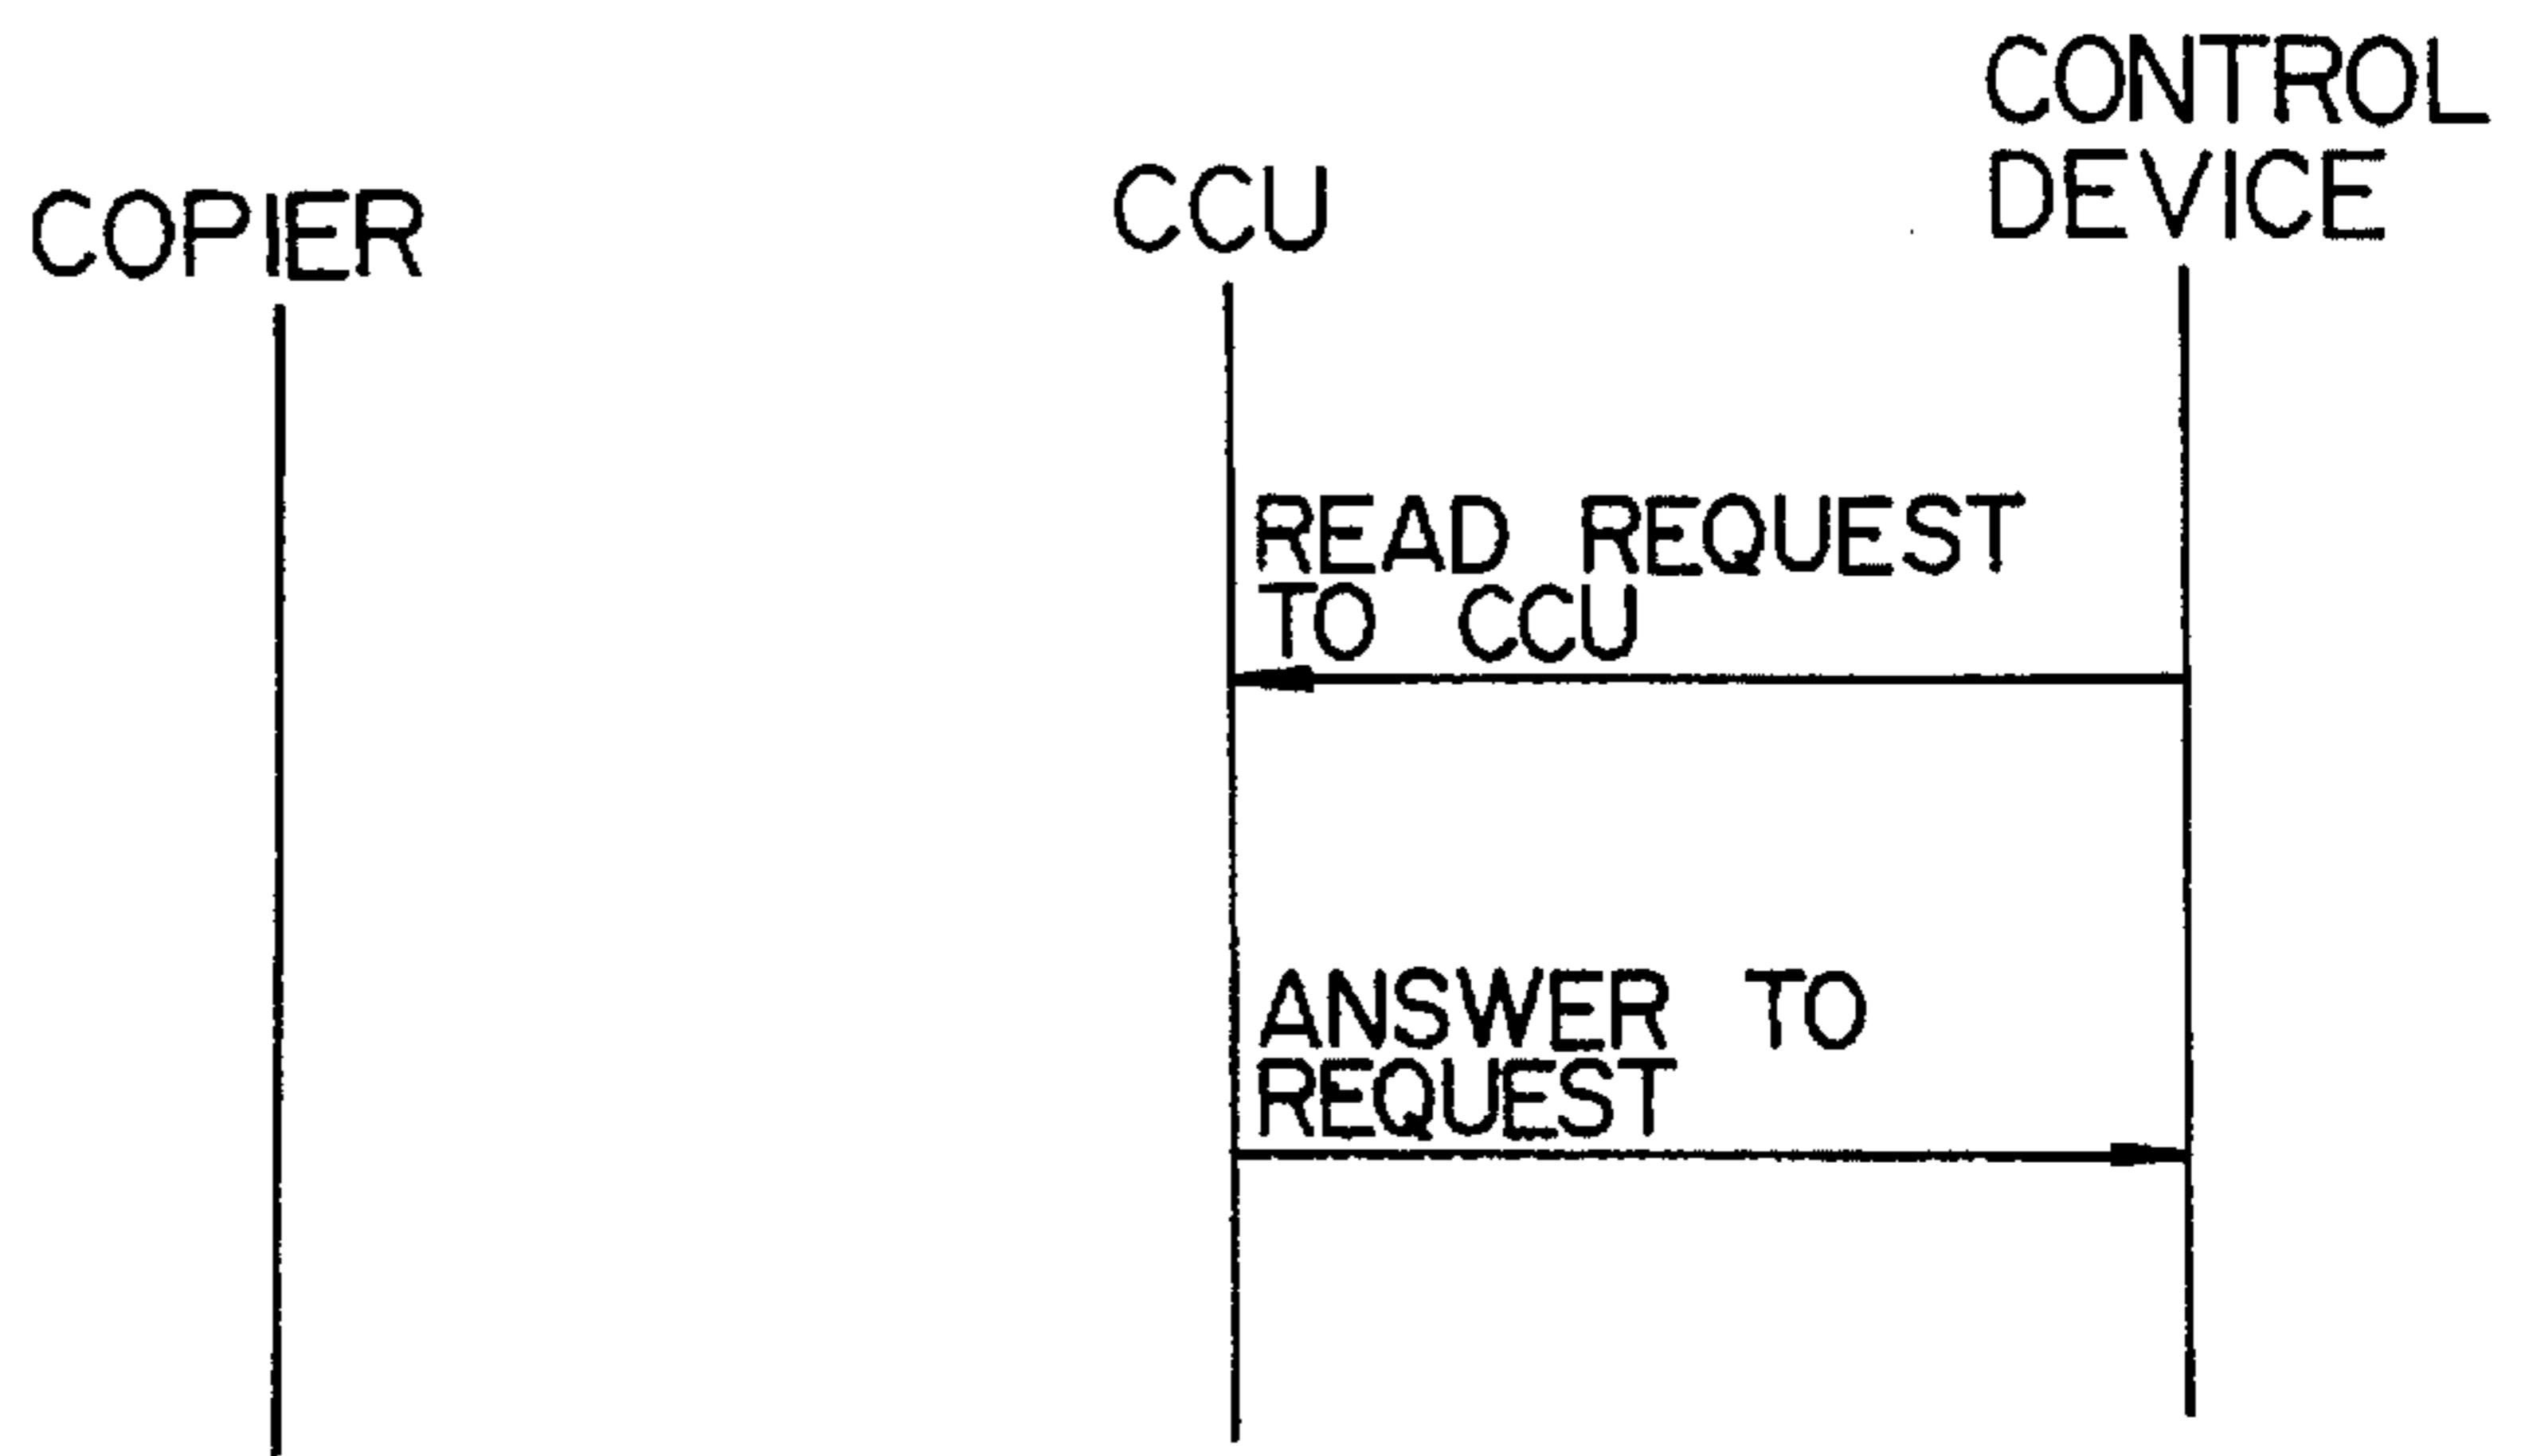 COPIER
CCU
CONTROL
DEVICE
READ REQUEST
TO CCU
ANSWER TO
REQUEST